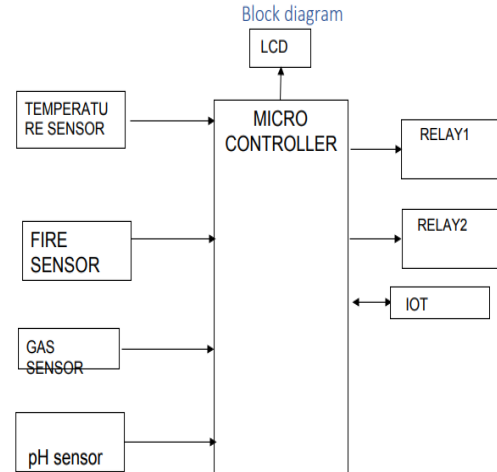 Block diagram
LCD
TEMPERATU
RE SENSOR
MICRO
CONTROLLER
RELAY1
FIRE
SENSOR
RELAY2
IOT
GAS
SENSOR
pH sensor